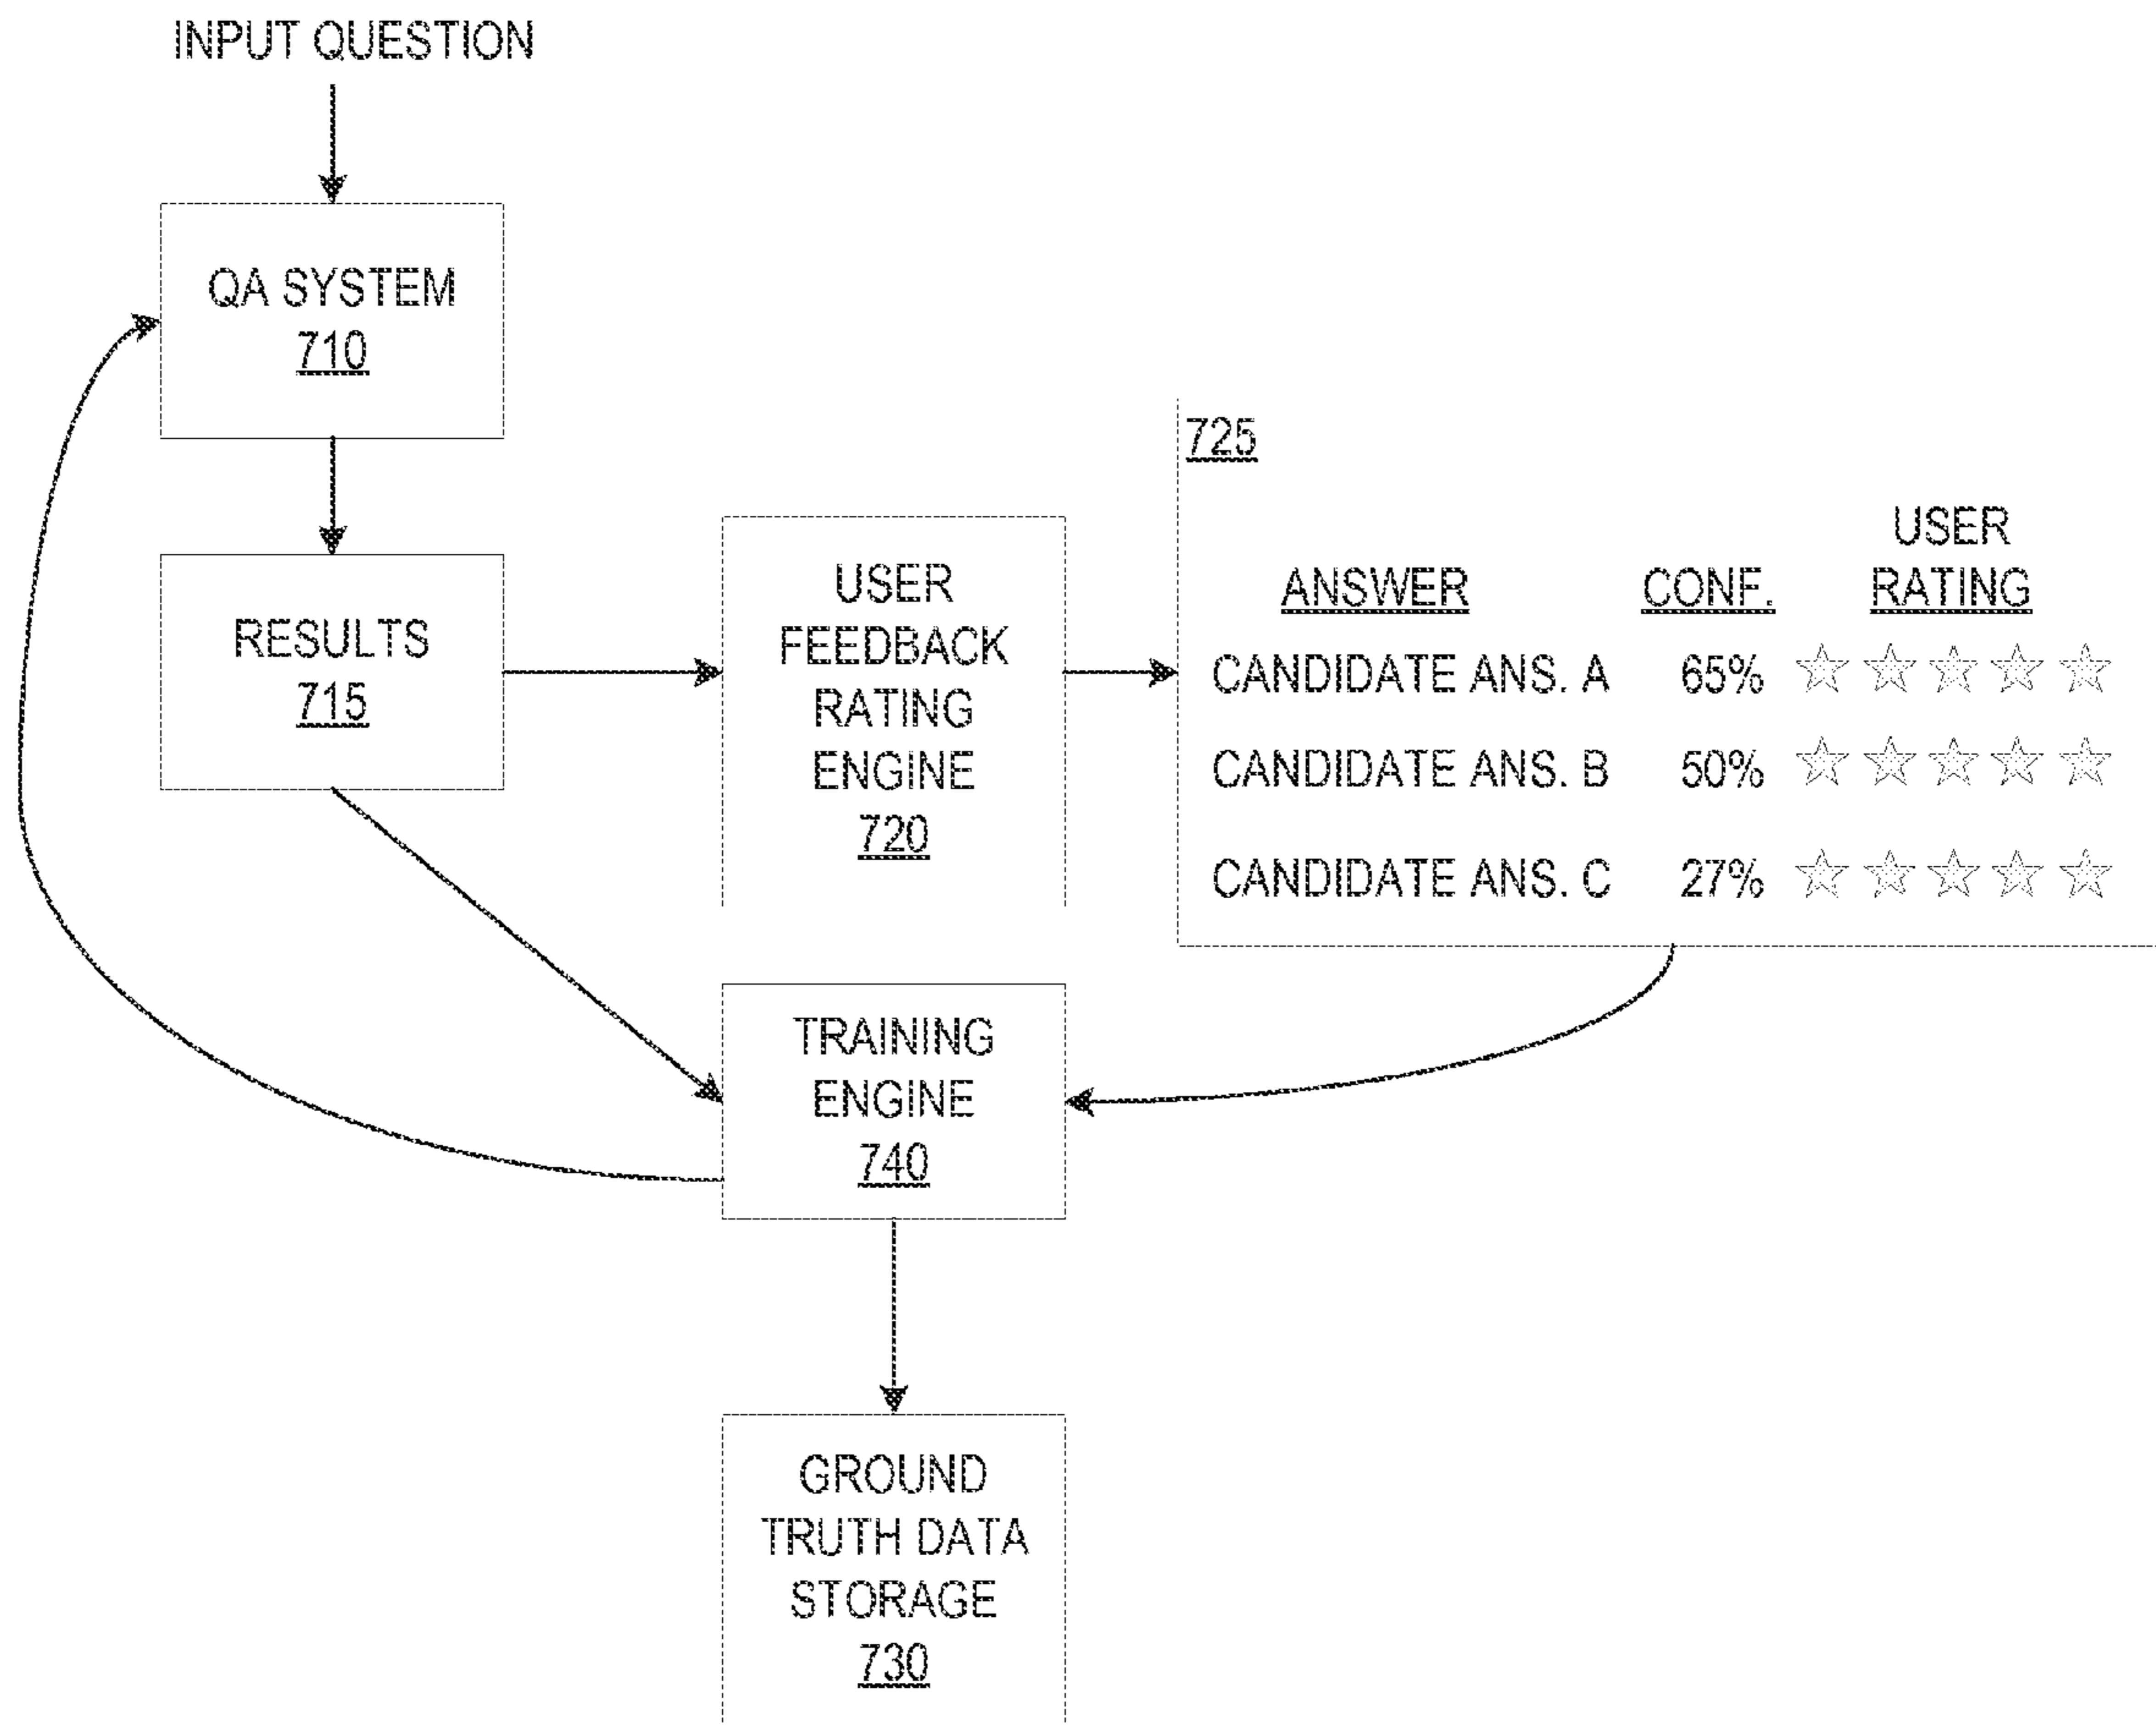 INPUT QUESTION
QA SYSTEM
710
RESULTS
715
USER
FEEDBACK
RATING
ENGINE
720
725
USER
ANSWER CONF. RATING
CANDIDATE ANS. A 65%
CANDIDATE ANS. B 50%
CANDIDATE ANS. C 27%
TRAINING
ENGINE
740
GROUND
TRUTH DATA
STORAGE
730